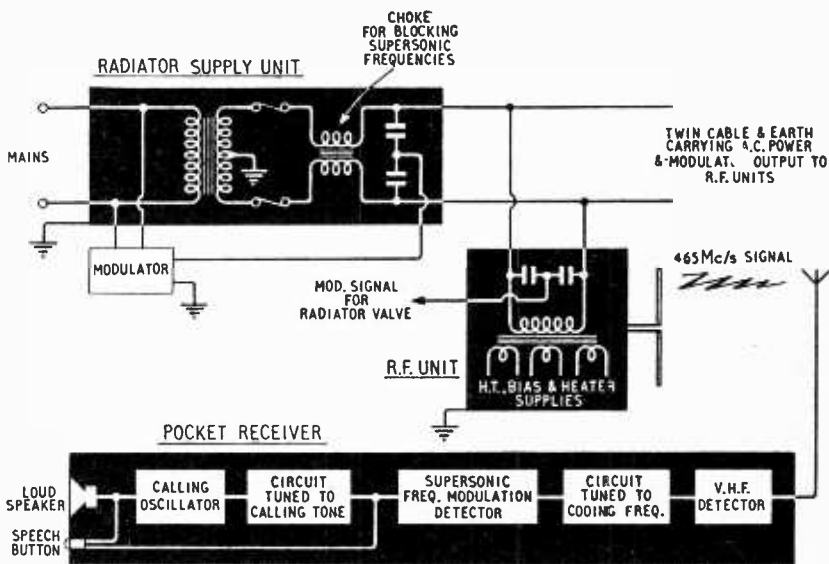 CHOKE
FOR BLOCKING
SUPERSONIC
FREQUENCIES
RADIATOR SUPPLY UNIT
MAINS
TWIN CABLE & EARTH
CARRYING A.C. POWER
& MODULAT. OUTPUT TO
R.F. UNITS
MODULATOR
465Mc/s SIGNAL
MOD. SIGNAL
FOR
RADIATOR VALVE
R.F. UNIT
H.T., BIAS & HEATER
SUPPLIES
POCKET RECEIVER
LOUD
SPEAKER
CALLING
OSCILLATOR
CIRCUIT
TUNED TO
CALLING TONE
SUPERSONIC
FREQ. MODULATION
DETECTOR
CIRCUIT
TUNED TO
CODING FREQ.
V.H.F.
DETECTOR
SPEECH
BUTTON